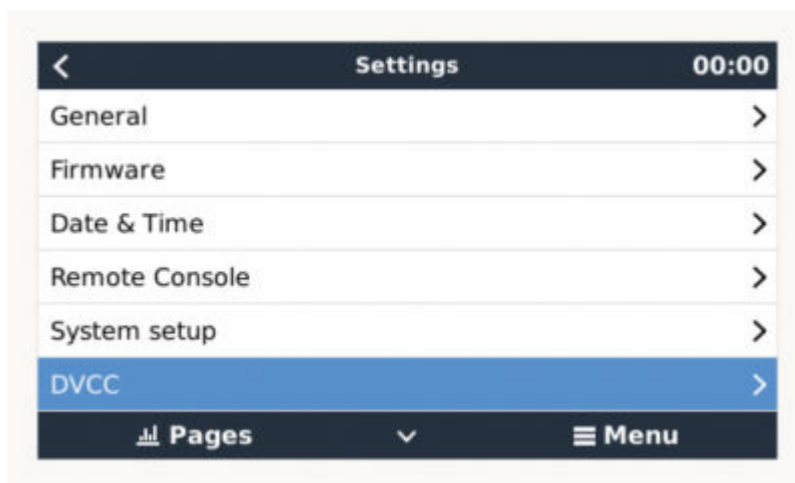 Settings 00:00
General
Firmware
Date & Time
Remote Console
System setup
DVCC
Pages Menu